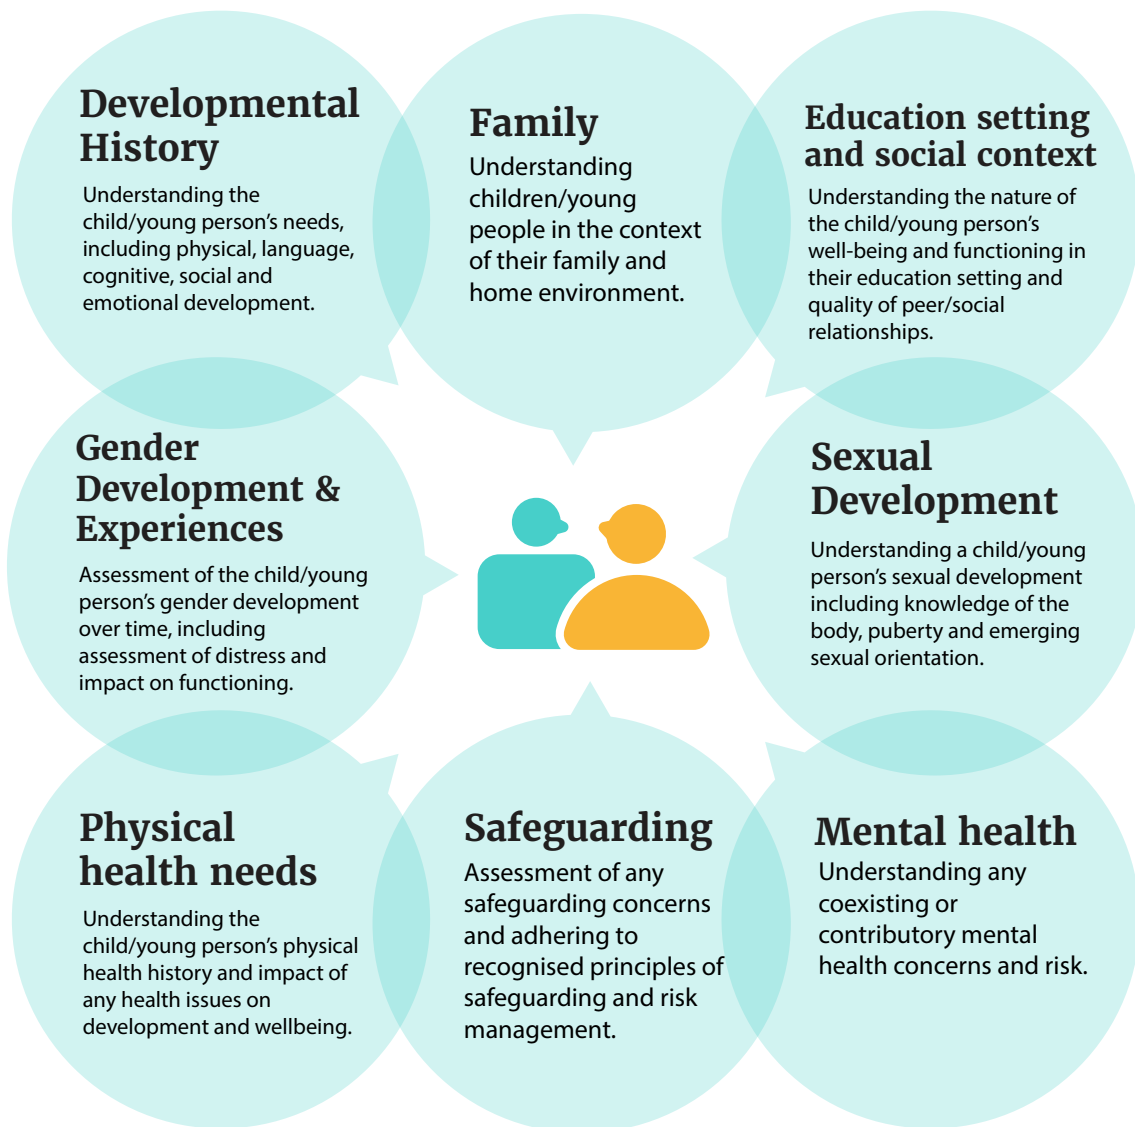 Developmental
History
Understanding the
child/young person's needs,
including physical, language,
cognitive, social and
emotional development.
Family
Understanding
children/young
people in the context
of their family and
home environment.
Education setting
and social context
Understanding the nature of
the child/young person's
well-being and functioning in
their education setting and
quality of peer/social
relationships.
Gender
Development &
Experiences
Assessment of the child/young
person's gender development
over time, including
assessment of distress and
impact on functioning.
Sexual
Development
Understanding a child/young
person's sexual development
including knowledge of the
body, puberty and emerging
sexual orientation.
Physical
health needs
Understanding the
child/young person's physical
health history and impact of
any health issues on
development and wellbeing.
Safeguarding
Assessment of any
safeguarding concerns
and adhering to
recognised principles of
safeguarding and risk
management.
Mental health
Understanding any
coexisting or
contributory mental
health concerns and risk.